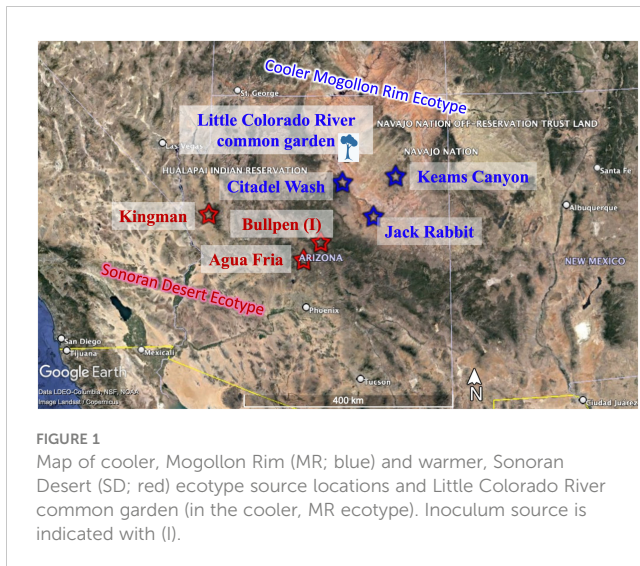 Cooler Mogollon Rim Ecotype
St. George
Little Colorado River
common garden
NAVAJO NATION OFF-RESERVATION TRUST LAND
Las Vegas
NAVAJO NATION
HUALAPAI INDIAN RESERVATION
Santa Fe
Citadel Wash
Keams Canyon
Kingman
Albuquerque
Bullpen (I)
Jack Rabbit
Agua Fria
ARIZONA
NEW MEXICO
Sonoran Desert Ecotype
Phoenix
San Diego
Tijuana
Mexicali
Google Earth
Tucson
N
Data LDEO-Columbia, NSF, NOAA
Image Landsat / Copernicus
400 km
Ciudad Juarez
FIGURE 1
Map of cooler, Mogollon Rim (MR; blue) and warmer, Sonoran
Desert (SD; red) ecotype source locations and Little Colorado River
common garden (in the cooler, MR ecotype). Inoculum source is
indicated with (I).